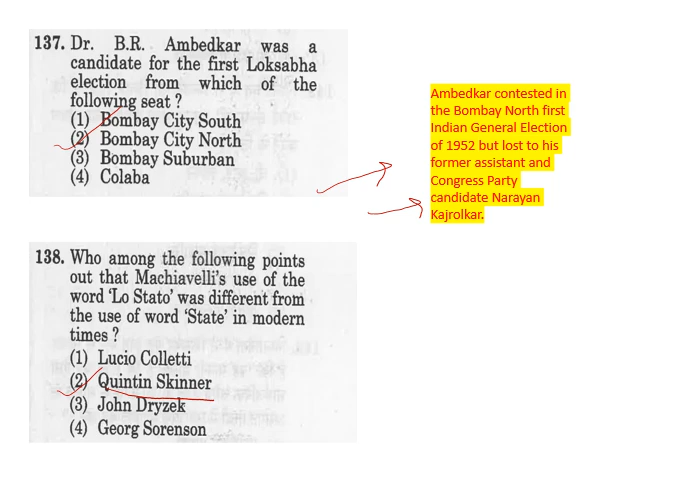 137. Dr. B.R. Ambedkar was a
candidate for the first Loksabha
election from which of the
following seat ?
(1) Bombay City South
(2) Bombay City North
(3) Bombay Suburban
(4) Colaba
Ambedkar contested in
the Bombay North first
Indian General Election
of 1952 but lost to his
former assistant and
Congress Party
candidate Narayan
Kajrolkar.
138. Who among the following points
out that Machiavelli's use of the
word 'Lo Stato' was different from
the use of word 'State' in modern
times ?
(1) Lucio Colletti
(2) Quintin Skinner
(3) John Dryzek
(4) Georg Sorenson